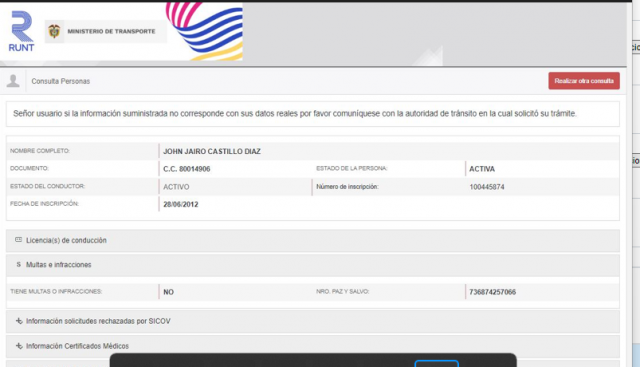 RUNT
MINISTERIO DE TRANSPORTE
Consulta Personas
Realizar otra consulta
Señor usuario si la información suministrada no corresponde con sus datos reales por favor comuníquese con la autoridad de tránsito en la cual solicitó su trámite.
NOMBRE COMPLETO: JOHN JAIRO CASTILLO DIAZ
DOCUMENTO: C.C. 80014906 ESTADO DE LA PERSONA: ACTIVA
ESTADO DEL CONDUCTOR: ACTIVO Número de inscripción: 100445874
FECHA DE INSCRIPCIÓN: 28/06/2012
Licencia(s) de conducción
Multas e infracciones
TIENE MULTAS O INFRACCIONES: NO NRO. PAZ Y SALVO: 736874257066
Información solicitudes rechazadas por SICOV
Información Certificados Médicos